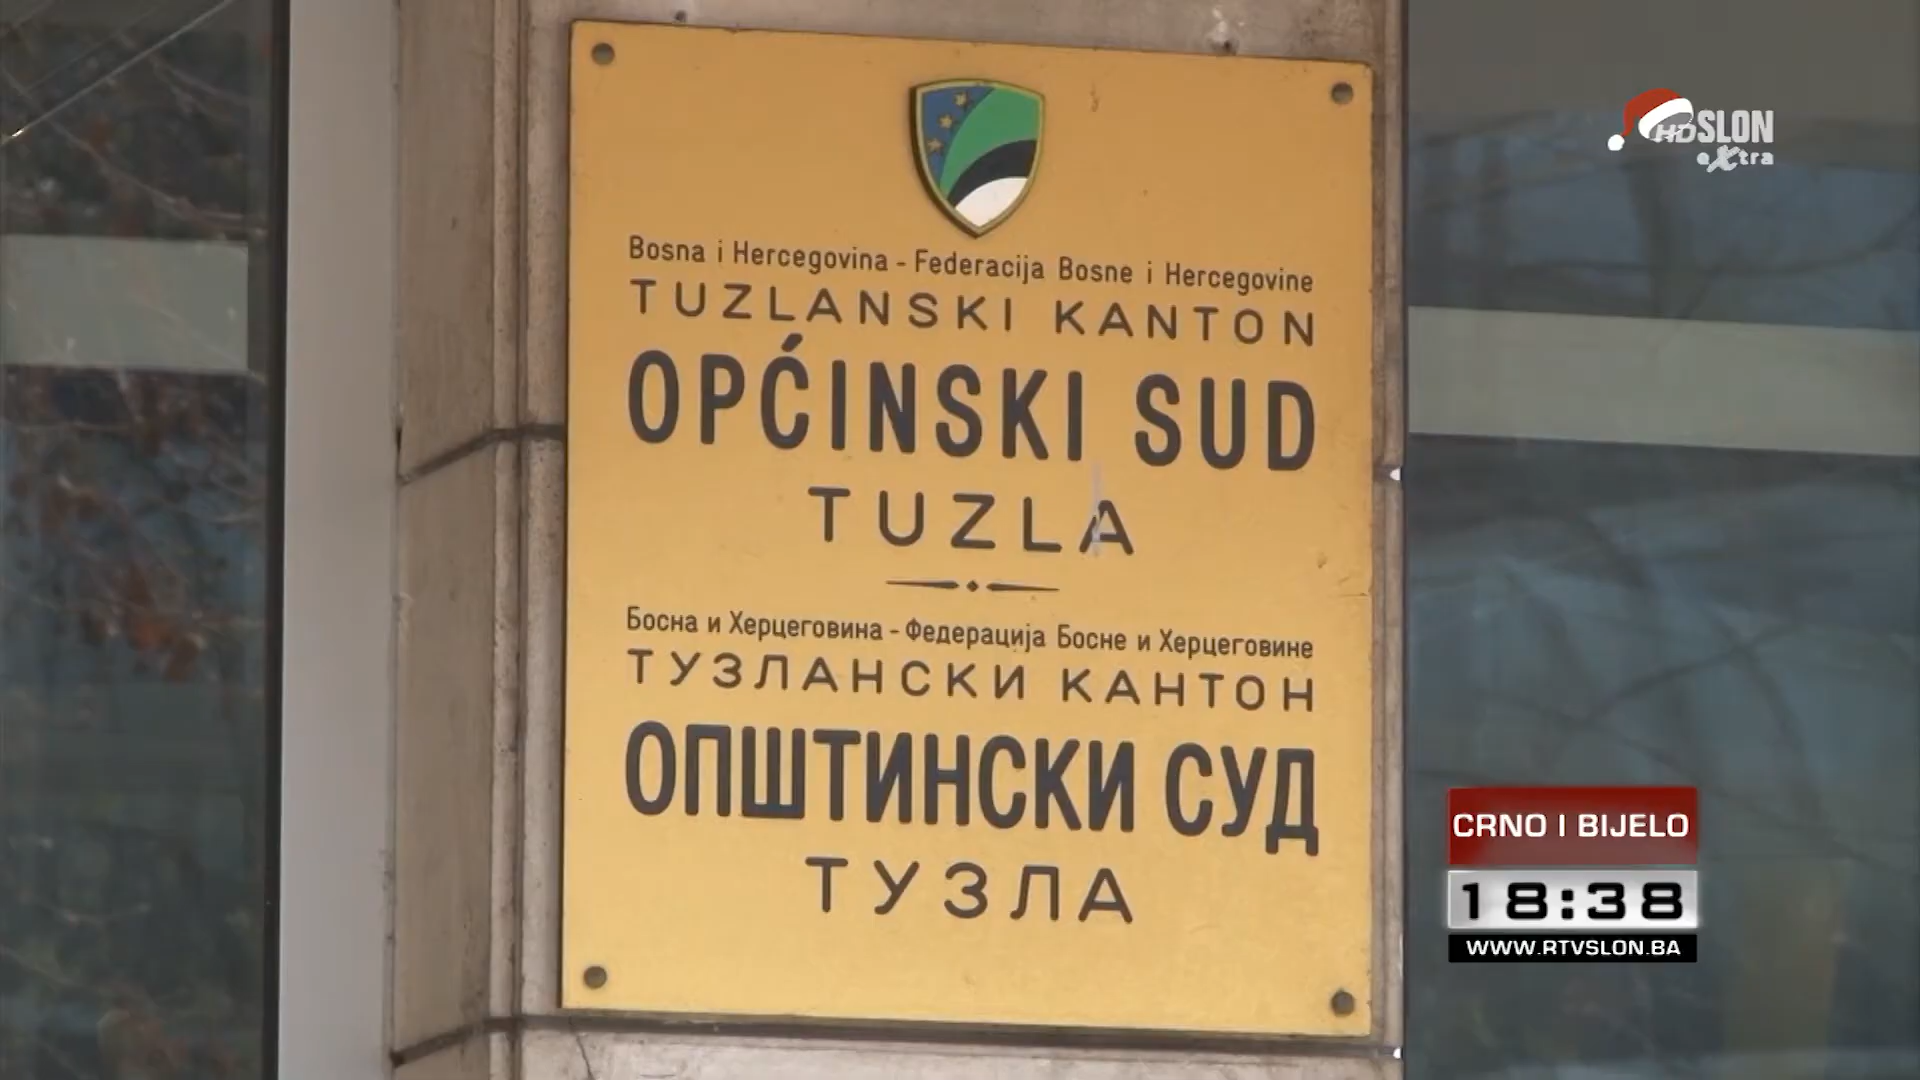 HD SLON
eXtra
Bosna i Hercegovina - Federacija Bosne i Hercegovine
TUZLANSKI KANTON
OPĆINSKI SUD
TUZLA
Босна и Херцеговина - Федерација Босне и Херцеговине
ТУЗЛАНСКИ КАНТОН
ОПШТИНСКИ СУД
ТУЗЛА
CRNO I BIJELO
18:38
WWW.RTVSLON.BA